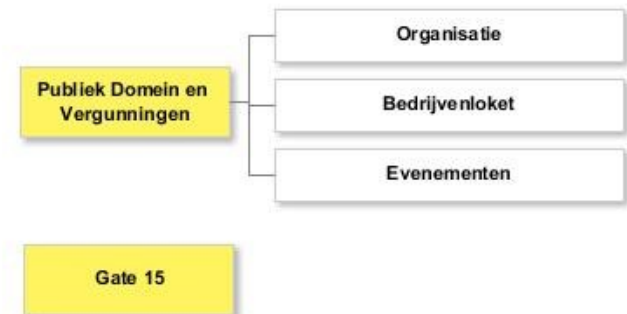 Organisatie
Publiek Domein en
Vergunningen
Bedrijvenloket
Evenementen
Gate 15